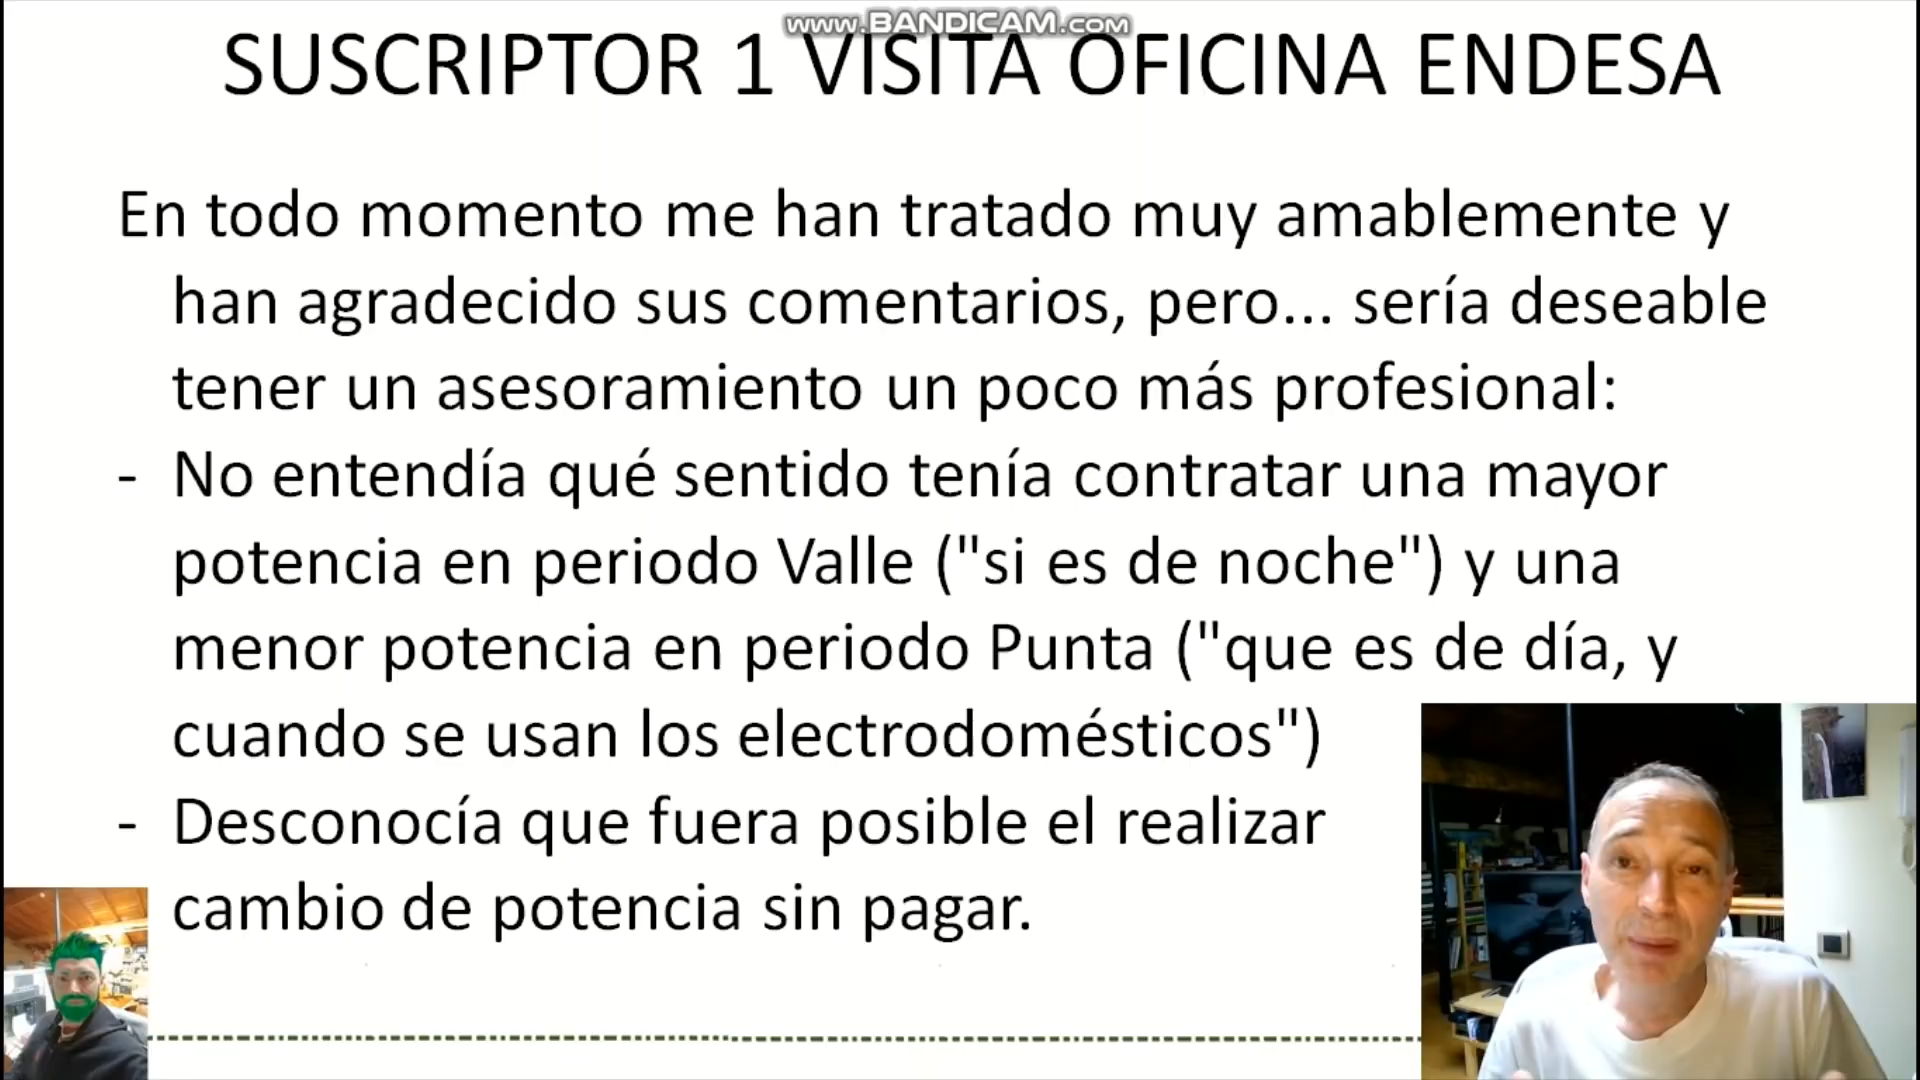 www.BANDICAM.com
SUSCRIPTOR 1 VISITA OFICINA ENDESA
En todo momento me han tratado muy amablemente y
han agradecido sus comentarios, pero... sería deseable
tener un asesoramiento un poco más profesional:
- No entendía qué sentido tenía contratar una mayor
potencia en periodo Valle ("si es de noche") y una
menor potencia en periodo Punta ("que es de día, y
cuando se usan los electrodomésticos")
- Desconocía que fuera posible el realizar
cambio de potencia sin pagar.